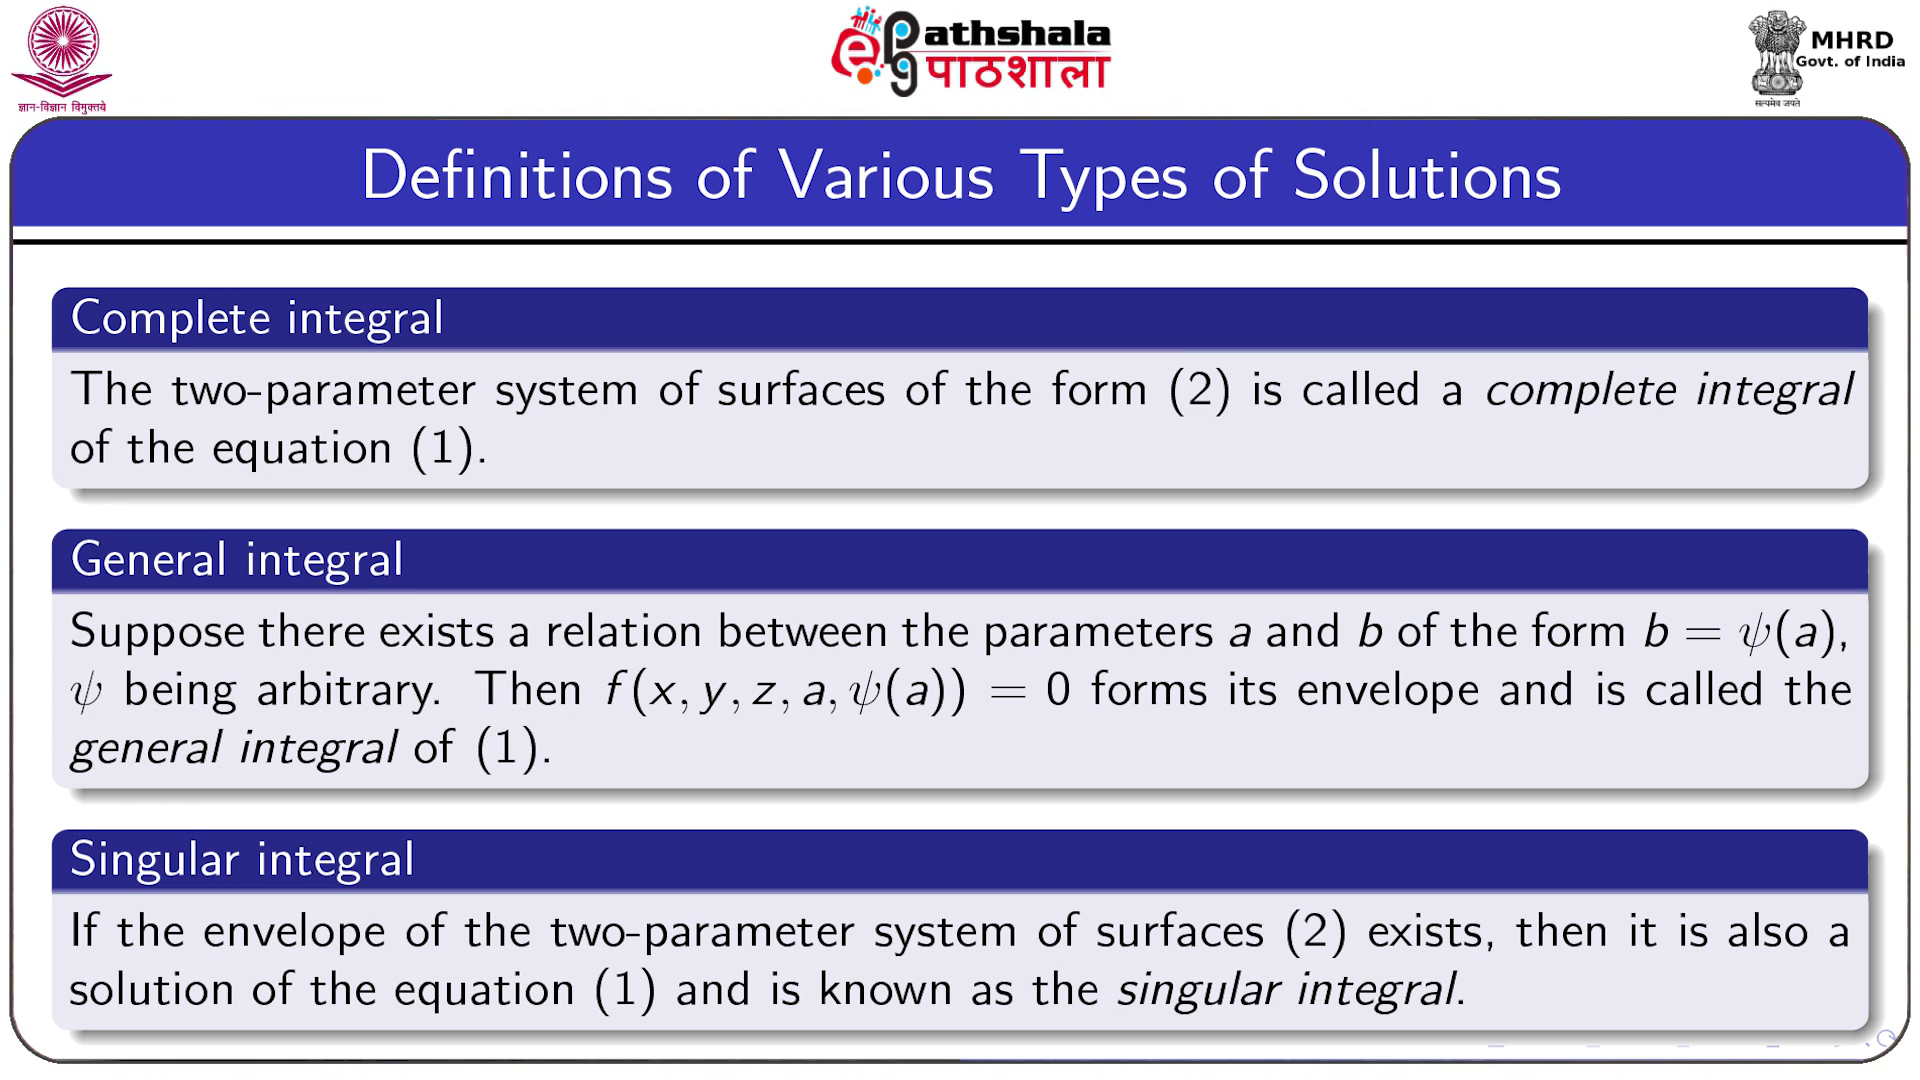 ज्ञान-विज्ञान विमुक्तये
ePG athshala
पाठशाला
MHRD
Govt. of India
सत्यमेव जयते
Definitions of Various Types of Solutions
Complete integral
The two-parameter system of surfaces of the form (2) is called a complete integral
of the equation (1).
General integral
Suppose there exists a relation between the parameters a and b of the form b = ψ(a),
ψ being arbitrary. Then f(x, y, z, a, ψ(a)) = 0 forms its envelope and is called the
general integral of (1).
Singular integral
If the envelope of the two-parameter system of surfaces (2) exists, then it is also a
solution of the equation (1) and is known as the singular integral.